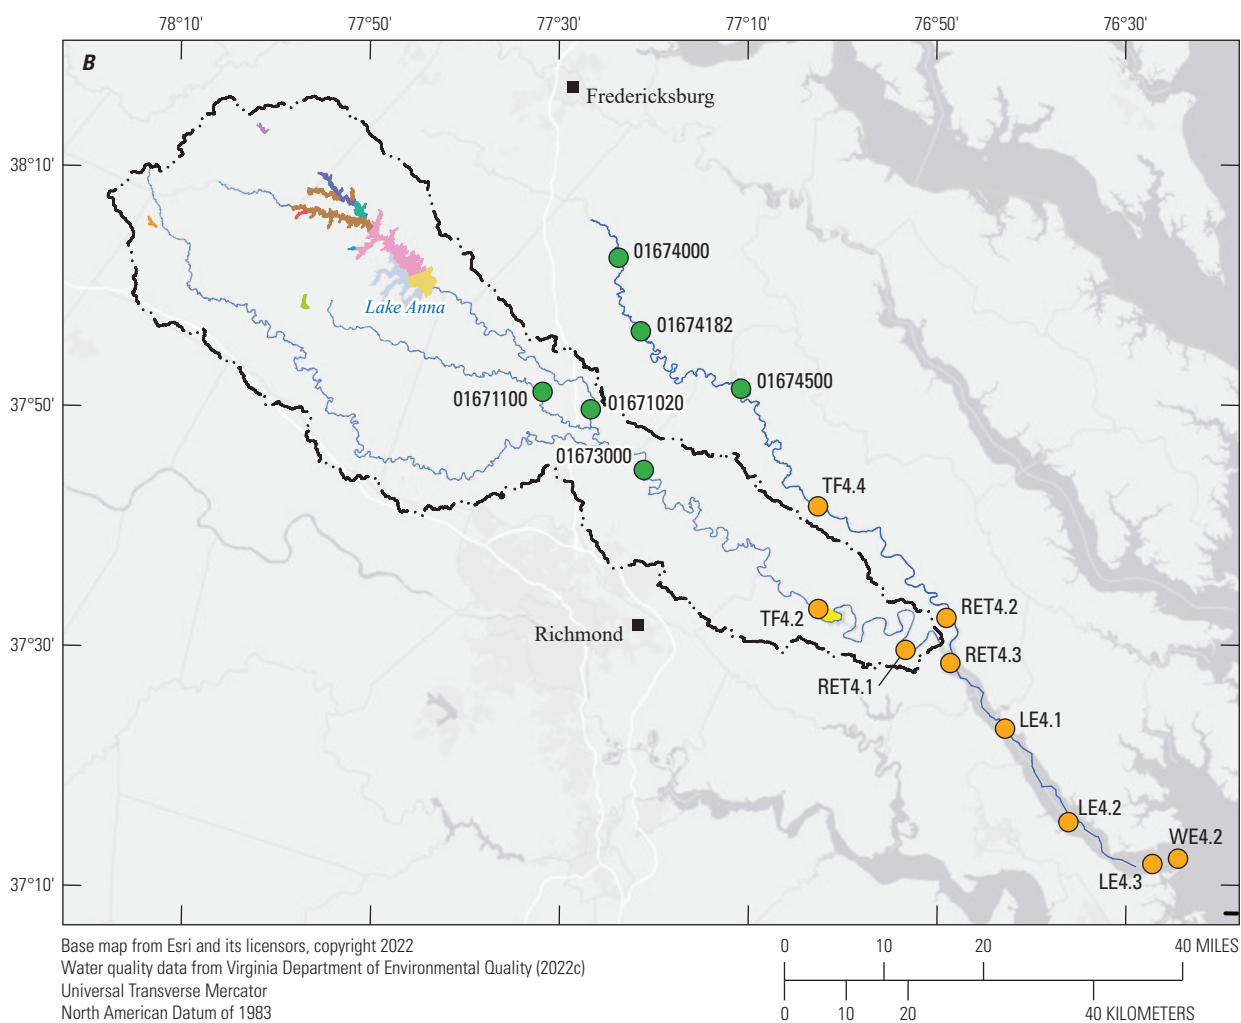 78°10' 77°50' 77°30' 77°10' 76°50' 76°30'
B
Fredericksburg
38°10'
01674000
Lake Anna
01674182
01674500
01671100
01671020
37°50'
01673000
TF4.4
TF4.2
RET4.2
Richmond
37°30'
RET4.3
RET4.1
LE4.1
LE4.2
WE4.2
LE4.3
37°10'
Base map from Esri and its licensors, copyright 2022
Water quality data from Virginia Department of Environmental Quality (2022c)
Universal Transverse Mercator
North American Datum of 1983
0 10 20 40 MILES
0 10 20 40 KILOMETERS